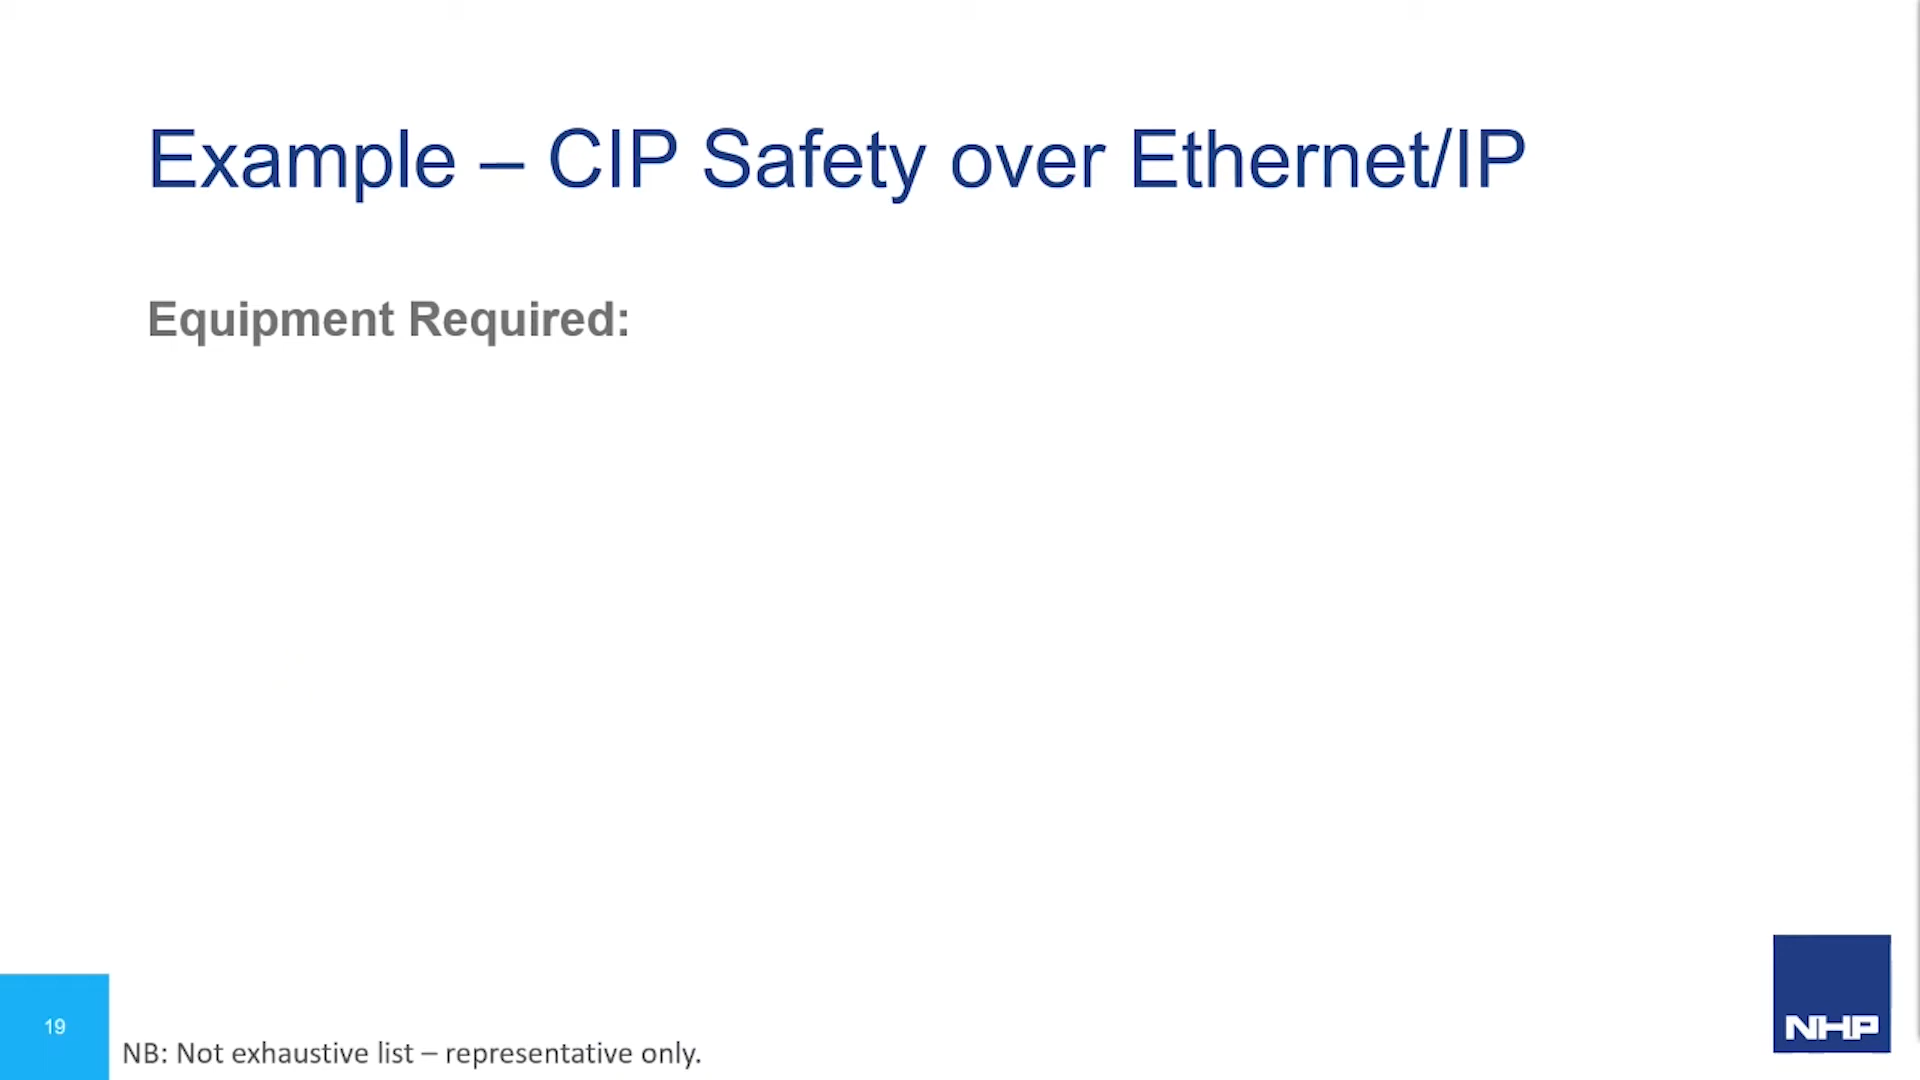 Example – CIP Safety over Ethernet/IP
Equipment Required:
19
NB: Not exhaustive list – representative only.
NHP